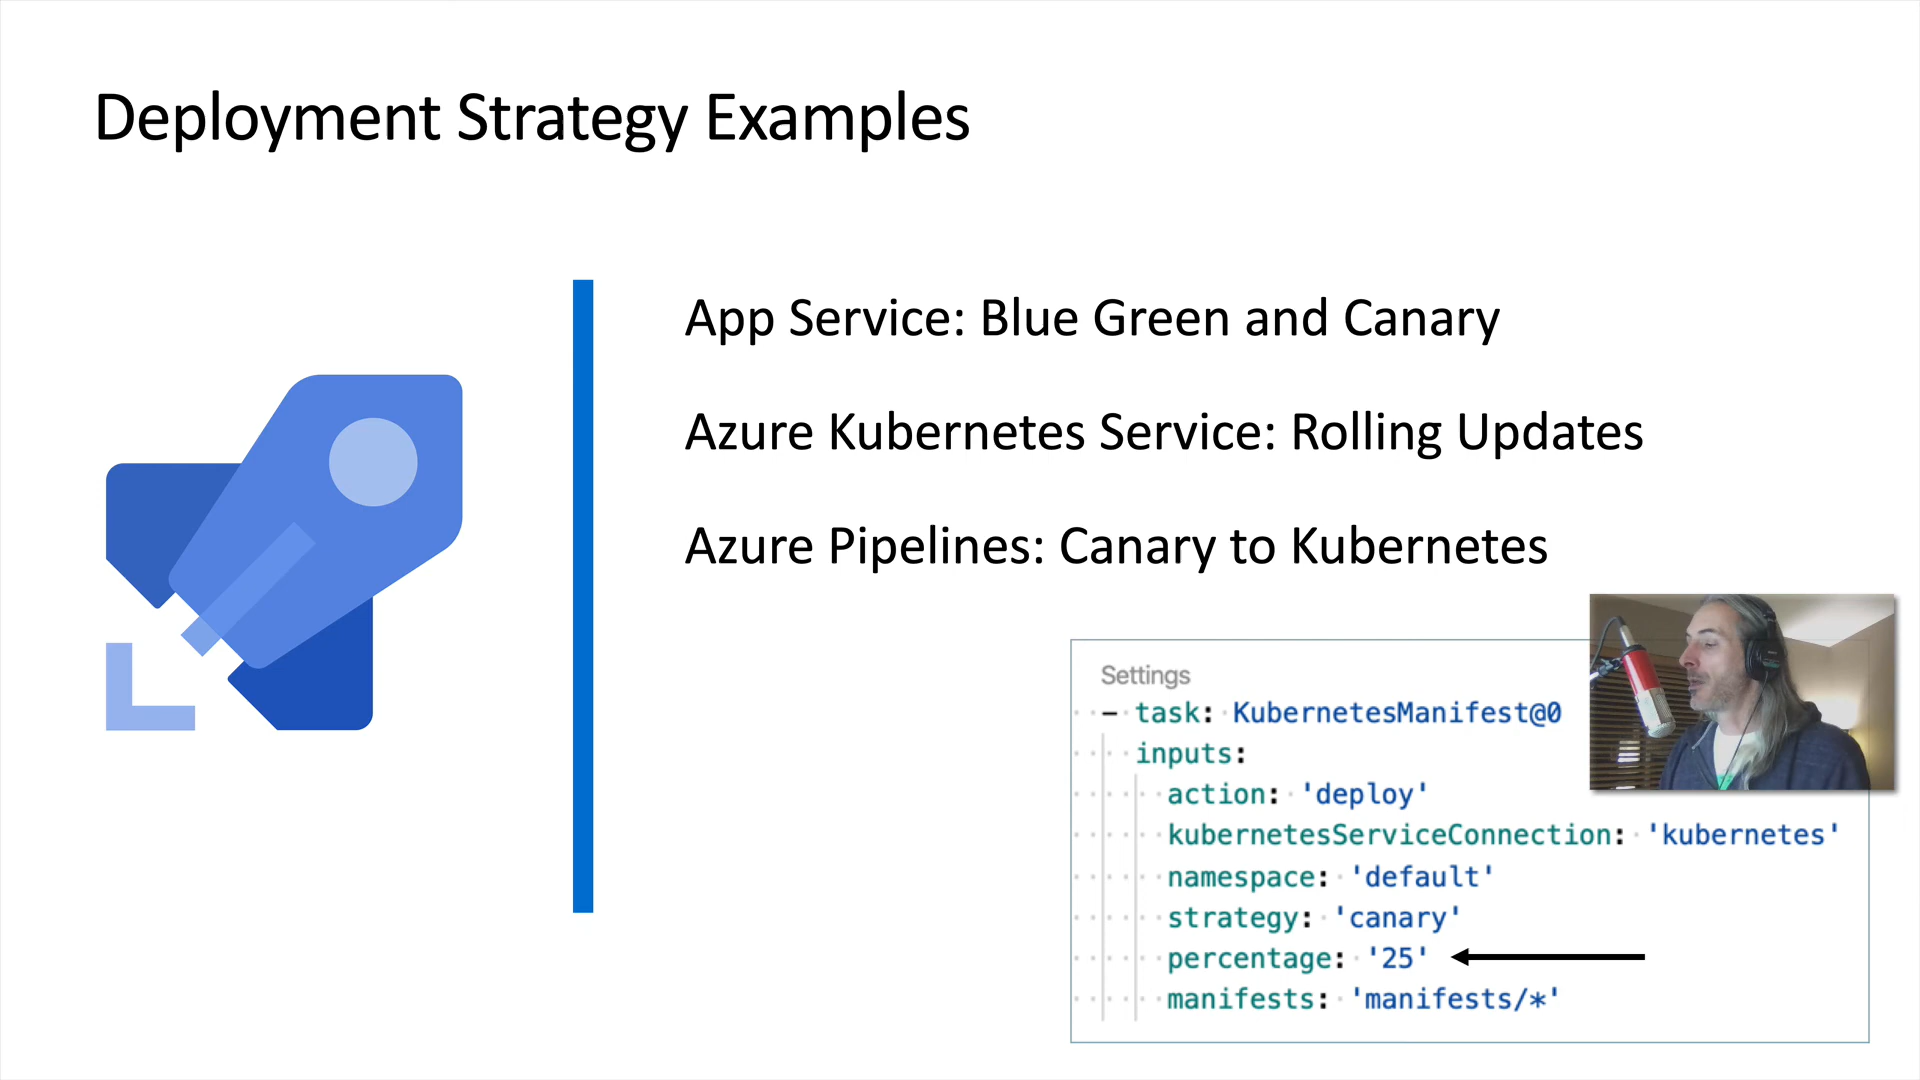 Deployment Strategy Examples
App Service: Blue Green and Canary
Azure Kubernetes Service: Rolling Updates
Azure Pipelines: Canary to Kubernetes
Settings
- task: KubernetesManifest@0
inputs:
action: 'deploy'
kubernetesServiceConnection: 'kubernetes'
namespace: 'default'
strategy: 'canary'
percentage: '25'
manifests: 'manifests/*'